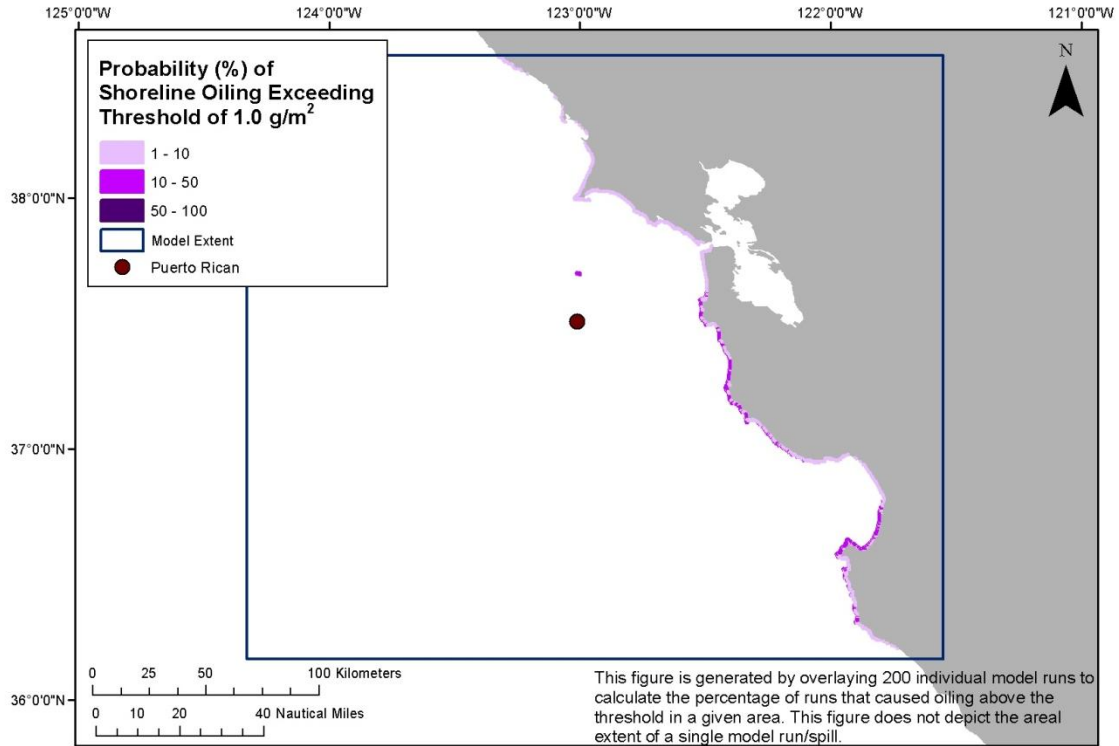 125°0'0"W 124°0'0"W 123°0'0"W 122°0'0"W 121°0'0"W
N
Probability (%) of
Shoreline Oiling Exceeding
Threshold of 1.0 g/m²
1 - 10
10 - 50
50 - 100
Model Extent
Puerto Rican
38°0'0"N
37°0'0"N
36°0'0"N
0 25 50 100 Kilometers
0 10 20 40 Nautical Miles
This figure is generated by overlaying 200 individual model runs to
calculate the percentage of runs that caused oiling above the
threshold in a given area. This figure does not depict the areal
extent of a single model run/spill.